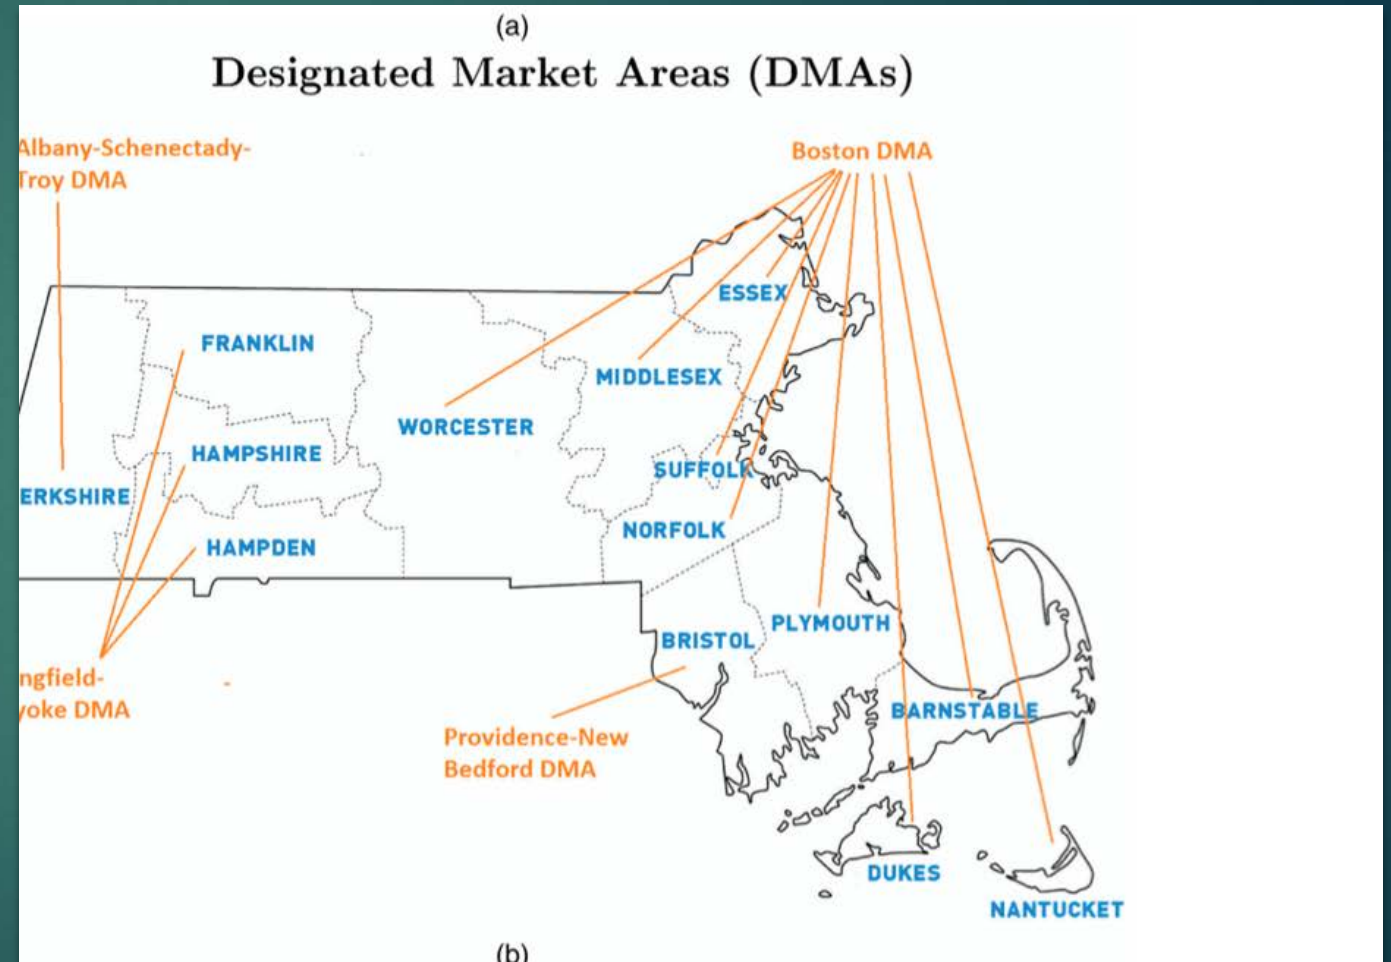 (a)
Designated Market Areas (DMAs)
Albany-Schenectady-
Troy DMA
Boston DMA
ESSEX
FRANKLIN
MIDDLESEX
WORCESTER
HAMPSHIRE
SUFFOLK
ERKSHIRE
NORFOLK
HAMPDEN
PLYMOUTH
BRISTOL
ngfield-
yoke DMA
BARNSTABLE
Providence-New
Bedford DMA
DUKES
NANTUCKET
(b)